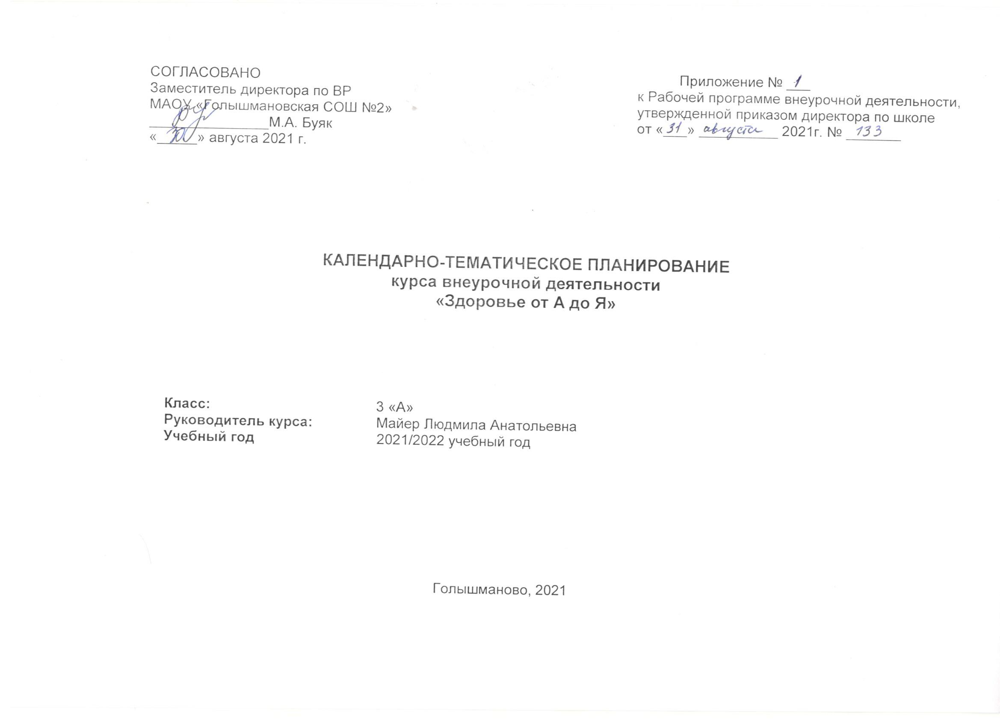 СОГЛАСОВАНО
Заместитель директора по ВР
МАОУ «Голышмановская СОШ №2»
М.А. Буяк
«30» августа 2021 г.
Приложение № 1
к Рабочей программе внеурочной деятельности,
утвержденной приказом директора по школе
от «31» августа 2021г. № 133
КАЛЕНДАРНО-ТЕМАТИЧЕСКОЕ ПЛАНИРОВАНИЕ
курса внеурочной деятельности
«Здоровье от А до Я»
Класс: 3 «А»
Руководитель курса: Майер Людмила Анатольевна
Учебный год 2021/2022 учебный год
Голышманово, 2021